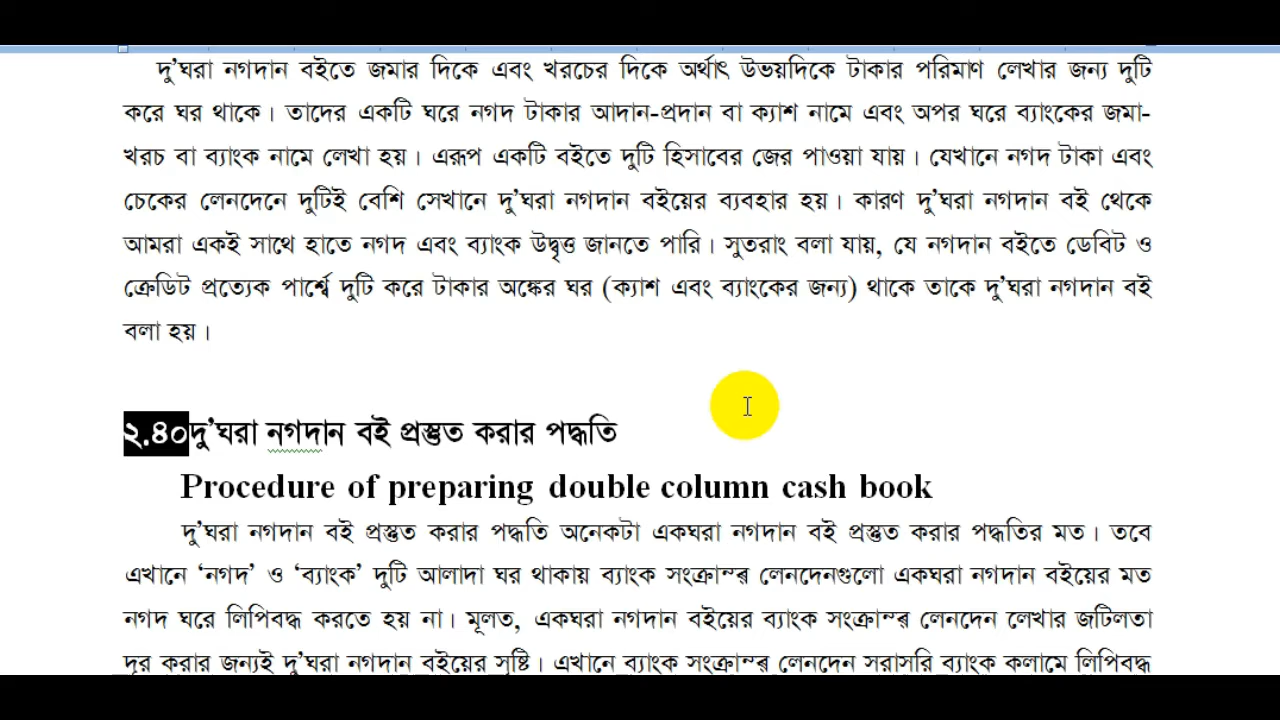 দু’ঘরা নগদান বইতে জমার দিকে এবং খরচের দিকে অর্থাৎ উভয়দিকে টাকার পরিমাণ লেখার জন্য দুটি
করে ঘর থাকে। তাদের একটি ঘরে নগদ টাকার আদান-প্রদান বা ক্যাশ নামে এবং অপর ঘরে ব্যাংকের জমা-
খরচ বা ব্যাংক নামে লেখা হয়। এরূপ একটি বইতে দুটি হিসাবের জের পাওয়া যায়। যেখানে নগদ টাকা এবং
চেকের লেনদেনে দুটিই বেশি সেখানে দু’ঘরা নগদান বইয়ের ব্যবহার হয়। কারণ দু’ঘরা নগদান বই থেকে
আমরা একই সাথে হাতে নগদ এবং ব্যাংক উদ্বৃত্ত জানতে পারি। সুতরাং বলা যায়, যে নগদান বইতে ডেবিট ও
ক্রেডিট প্রত্যেক পার্শ্বে দুটি করে টাকার অঙ্কের ঘর (ক্যাশ এবং ব্যাংকের জন্য) থাকে তাকে দু’ঘরা নগদান বই
বলা হয়।
২.৪০দু’ঘরা নগদান বই প্রস্তুত করার পদ্ধতি
Procedure of preparing double column cash book
দু’ঘরা নগদান বই প্রস্তুত করার পদ্ধতি অনেকটা একঘরা নগদান বই প্রস্তুত করার পদ্ধতির মত। তবে
এখানে ‘নগদ’ ও ‘ব্যাংক’ দুটি আলাদা ঘর থাকায় ব্যাংক সংক্রাম্ৰ লেনদেনগুলো একঘরা নগদান বইয়ের মত
নগদ ঘরে লিপিবদ্ধ করতে হয় না। মূলত, একঘরা নগদান বইয়ের ব্যাংক সংক্রাম্ৰ লেনদেন লেখার জটিলতা
দূর করার জন্যই দু’ঘরা নগদান বইয়ের সৃষ্টি। এখানে ব্যাংক সংক্রাম্ৰ লেনদেন সরাসরি ব্যাংক কলামে লিপিবদ্ধ